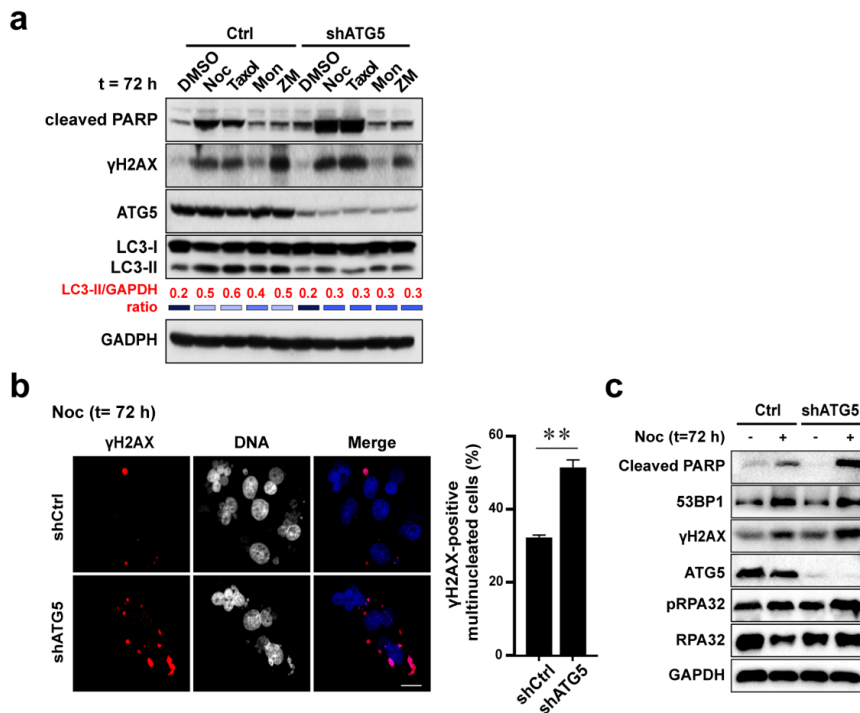 a
Ctrl shATG5
t = 72 h DMSO Noc Taxol Mon ZM DMSO Noc Taxol Mon ZM
cleaved PARP
γH2AX
ATG5
LC3-I
LC3-II
LC3-II/GAPDH 0.2 0.5 0.6 0.4 0.5 0.2 0.3 0.3 0.3 0.3
ratio
GADPH
b
Noc (t= 72 h)
γH2AX DNA Merge
shCtrl
shATG5
γH2AX-positive
multinucleated cells (%)
60
40
20
0
**
shCtrl shATG5
c
Ctrl shATG5
Noc (t=72 h) - + - +
Cleaved PARP
53BP1
γH2AX
ATG5
pRPA32
RPA32
GAPDH